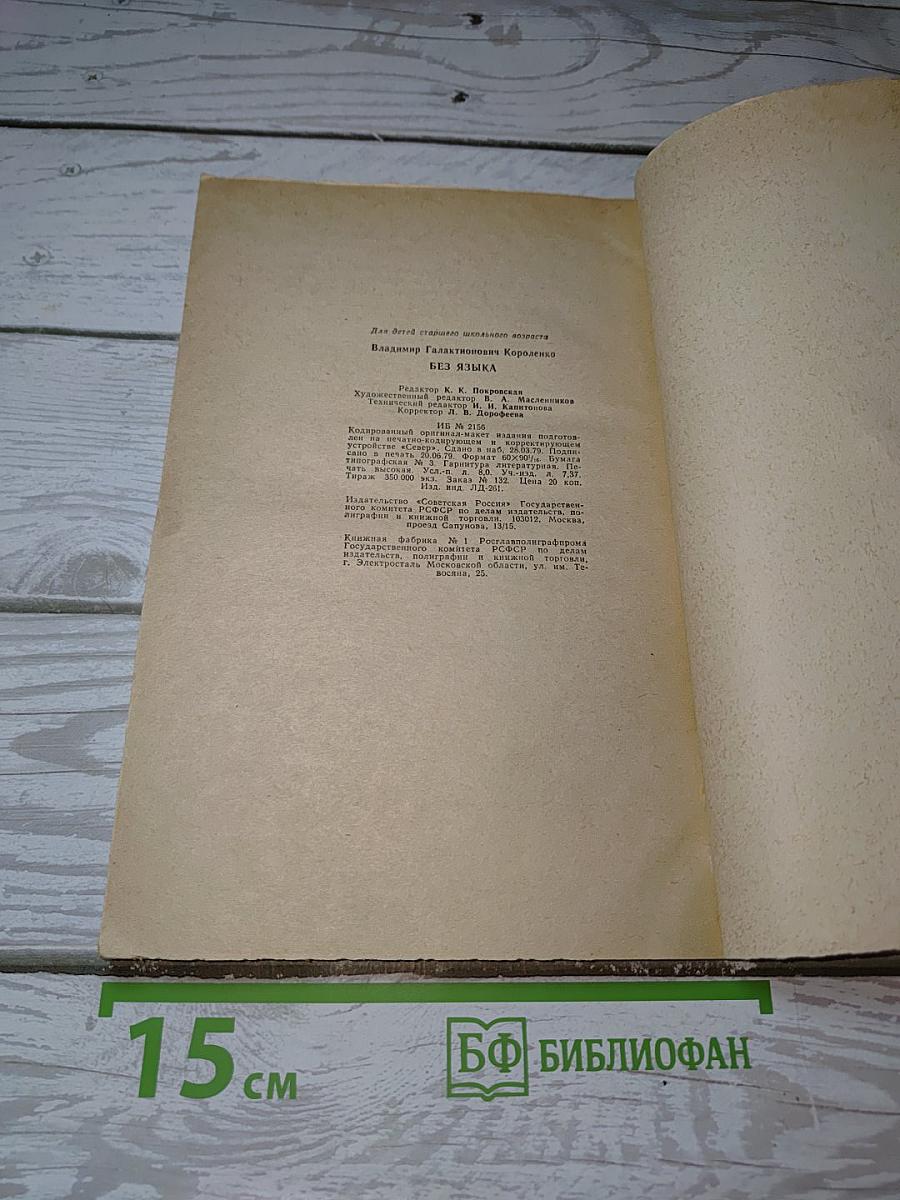 Для детей старшего школьного возраста
Владимир Галактионович Короленко
БЕЗ ЯЗЫКА
Редактор К. К. Покровская
Художественный редактор В. А. Масленников
Технический редактор И. И. Капитонова
Корректор Л. В. Дорофеева
ИБ № 2156
Кодированный оригинал-макет издания подготов-
лен на печатно-кодирующем и корректирующем
устройстве «Север». Сдано в наб. 28.03.79. Подпи-
сано в печать 20.06.79. Формат 60×90 1/16. Бумага
типографская № 3. Гарнитура литературная. Пе-
чать высокая. Усл.-п. л. 8,0. Уч.-изд. л. 7,37.
Тираж 350 000 экз. Заказ № 132. Цена 20 коп.
Изд. инд. ЛД-261.
Издательство «Советская Россия» Государствен-
ного комитета РСФСР по делам издательств, по-
лиграфии и книжной торговли. 103012, Москва,
проезд Сапунова, 13/15.
Книжная фабрика № 1 Росглавполиграфпрома
Государственного комитета РСФСР по делам
издательств, полиграфии и книжной торговли,
г. Электросталь Московской области, ул. им. Те-
восяна, 25.
15 см
БФ БИБЛИОФАН